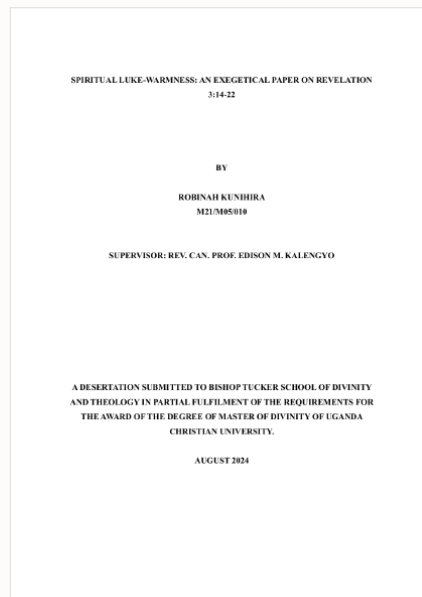 SPIRITUAL LUKE-WARMNESS: AN EXEGETICAL PAPER ON REVELATION
3:14-22
BY
ROBINAH KUNIHIRA
M21/M05/010
SUPERVISOR: REV. CAN. PROF. EDISON M. KALENGYO
A DESERTATION SUBMITTED TO BISHOP TUCKER SCHOOL OF DIVINITY
AND THEOLOGY IN PARTIAL FULFILMENT OF THE REQUIREMENTS FOR
THE AWARD OF THE DEGREE OF MASTER OF DIVINITY OF UGANDA
CHRISTIAN UNIVERSITY.
AUGUST 2024